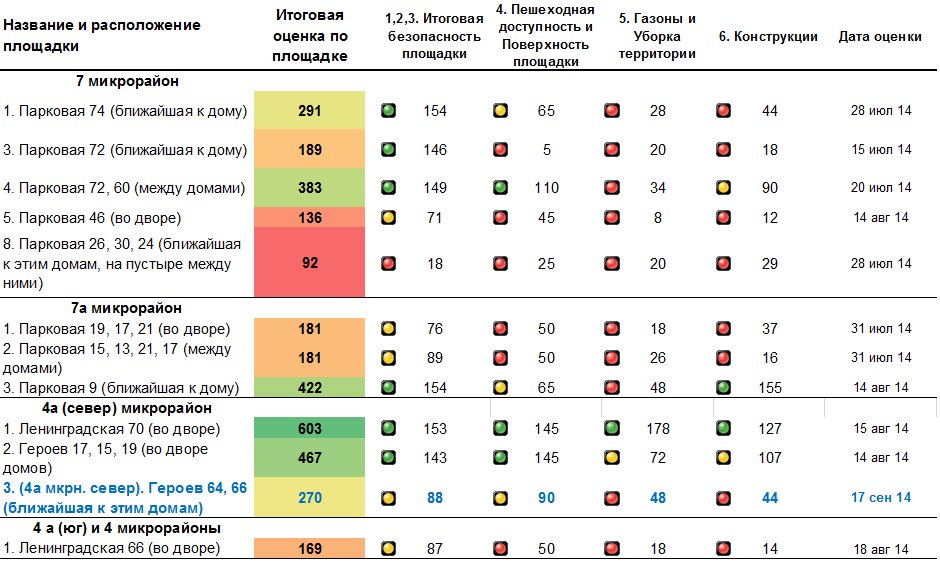 Название и расположение площадки Итоговая оценка по площадке 1,2,3. Итоговая безопасность площадки 4. Пешеходная доступность и Поверхность площадки 5. Газоны и Уборка территории 6. Конструкции Дата оценки
7 микрорайон
1. Парковая 74 (ближайшая к дому) 291 154 65 28 44 28 июл 14
3. Парковая 72 (ближайшая к дому) 189 146 5 20 18 15 июл 14
4. Парковая 72, 60 (между домами) 383 149 110 34 90 20 июл 14
5. Парковая 46 (во дворе) 136 71 45 8 12 14 авг 14
8. Парковая 26, 30, 24 (ближайшая к этим домам, на пустыре между ними) 92 18 25 20 29 28 июл 14
7а микрорайон
1. Парковая 19, 17, 21 (во дворе) 181 76 50 18 37 31 июл 14
2. Парковая 15, 13, 21, 17 (между домами) 181 89 50 26 16 31 июл 14
3. Парковая 9 (ближайшая к дому) 422 154 65 48 155 14 авг 14
4а (север) микрорайон
1. Ленинградская 70 (во дворе) 603 153 145 178 127 15 авг 14
2. Героев 17, 15, 19 (во дворе домов) 467 143 145 72 107 14 авг 14
3. (4а мкрн. север). Героев 64, 66 (ближайшая к этим домам) 270 88 90 48 44 17 сен 14
4 а (юг) и 4 микрорайоны
1. Ленинградская 66 (во дворе) 169 87 50 18 14 18 авг 14